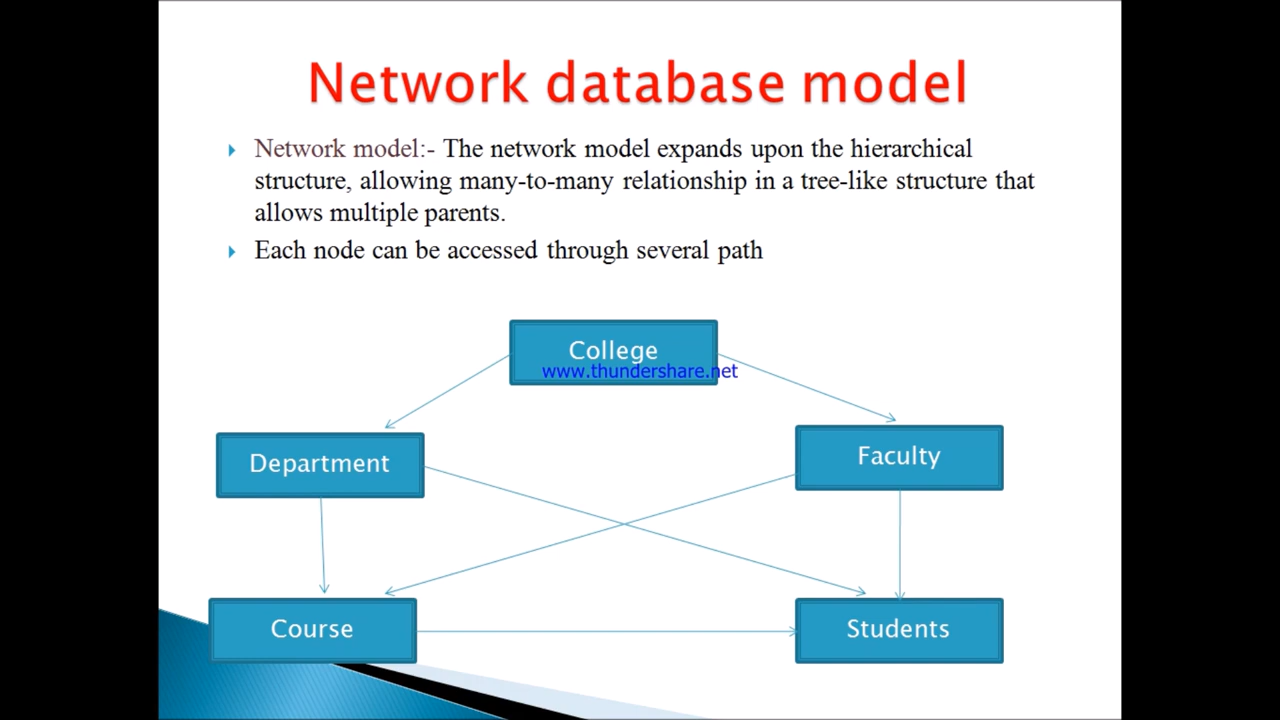 Network database model
Network model:- The network model expands upon the hierarchical
structure, allowing many-to-many relationship in a tree-like structure that
allows multiple parents.
Each node can be accessed through several path
College
www.thundershare.net
Department
Faculty
Course
Students